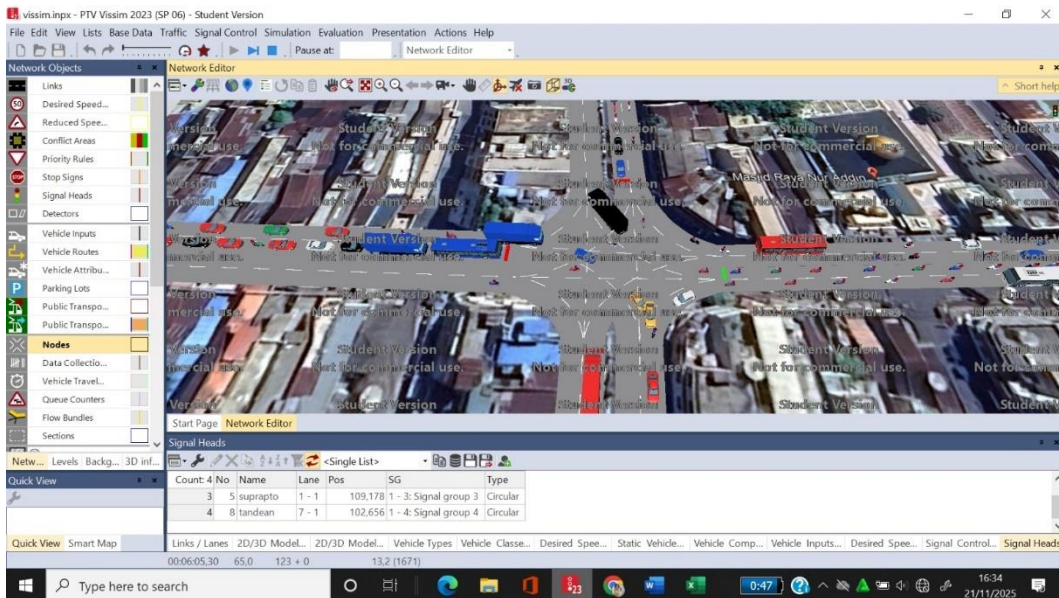 vissim.inpx - PTV Vissim 2023 (SP 06) - Student Version
File Edit View Lists Base Data Traffic Signal Control Simulation Evaluation Presentation Actions Help
Pause at: Network Editor
Network Objects
Links
Desired Speed...
Reduced Spee...
Conflict Areas
Priority Rules
Stop Signs
Signal Heads
Detectors
Vehicle Inputs
Vehicle Routes
Vehicle Attribu...
Parking Lots
Public Transpo...
Public Transpo...
Nodes
Data Collectio...
Vehicle Travel...
Queue Counters
Flow Bundles
Sections
Netw... Levels Backg... 3D inf...
Quick View
Quick View Smart Map
Network Editor
Short help
Student Version
Not for commercial use.
Masjid Raya Nur Addin
Start Page Network Editor
Signal Heads
<Single List>
Count: 4 No Name Lane Pos SG Type
3 5 suprapto 1 - 1 109,178 1 - 3: Signal group 3 Circular
4 8 tandean 7 - 1 102,656 1 - 4: Signal group 4 Circular
Links / Lanes 2D/3D Model... 2D/3D Model... Vehicle Types Vehicle Classe... Desired Spee... Static Vehicle... Vehicle Comp... Vehicle Inputs... Desired Spee... Signal Control... Signal Heads
00:06:05,30 65,0 123 + 0 13,2 (1671)
Type here to search
0:47
16:34
21/11/2025